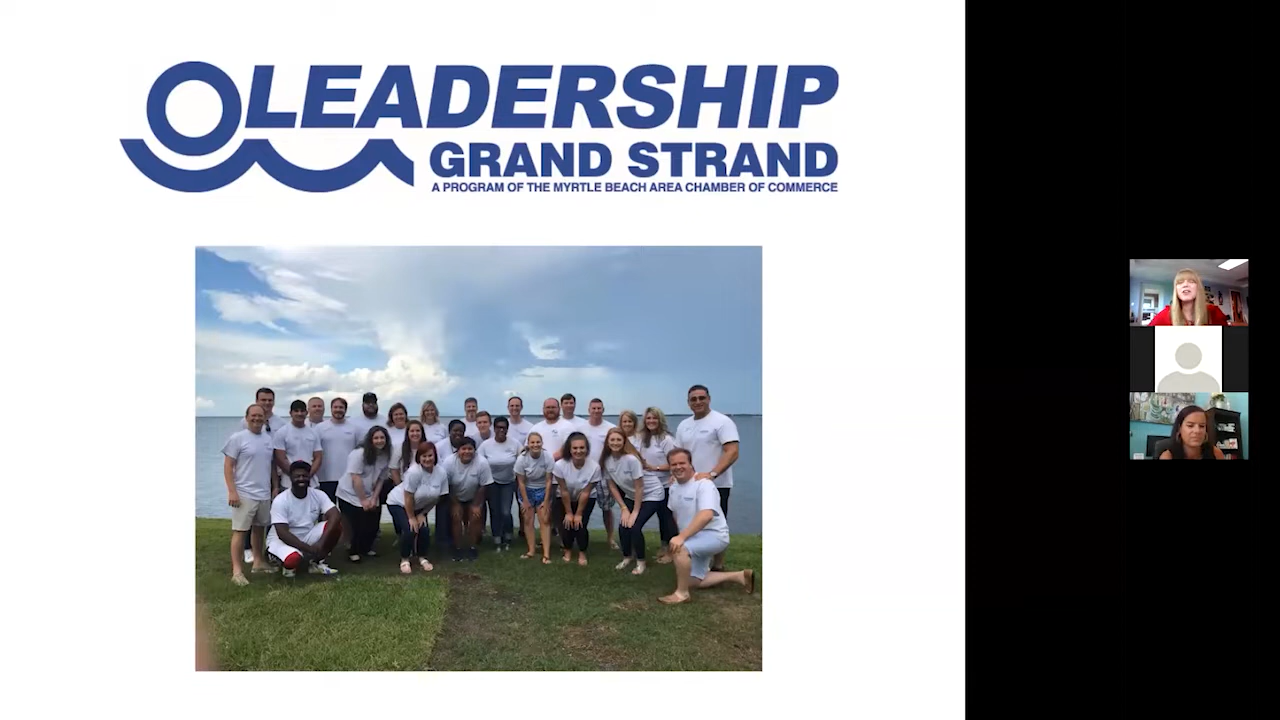 LEADERSHIP
GRAND STRAND
A PROGRAM OF THE MYRTLE BEACH AREA CHAMBER OF COMMERCE